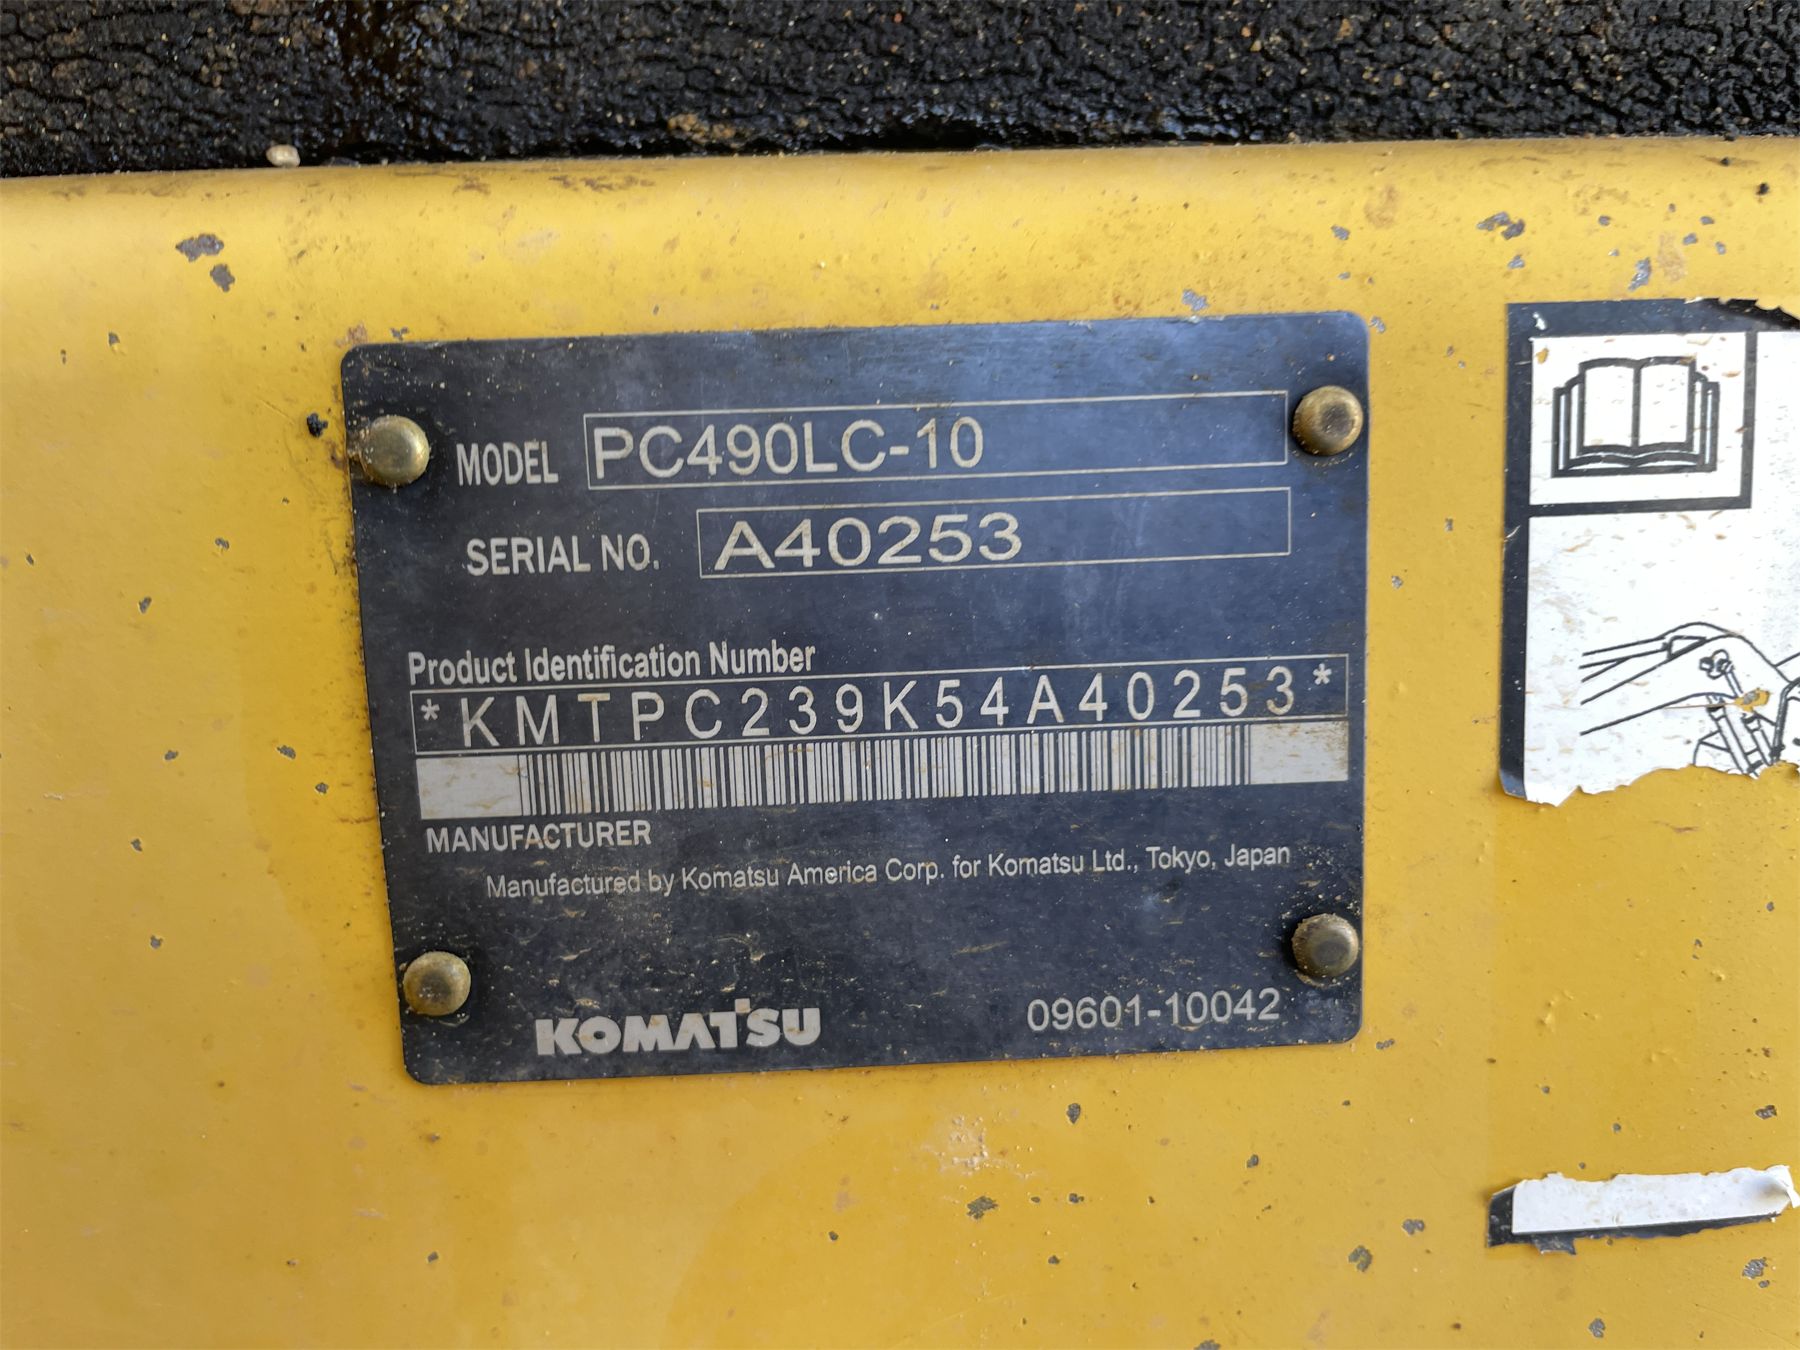 MODEL PC490LC-10
SERIAL NO. A40253
Product Identification Number
*KMTPC239K54A40253*
MANUFACTURER
Manufactured by Komatsu America Corp. for Komatsu Ltd., Tokyo, Japan
KOMATSU 09601-10042